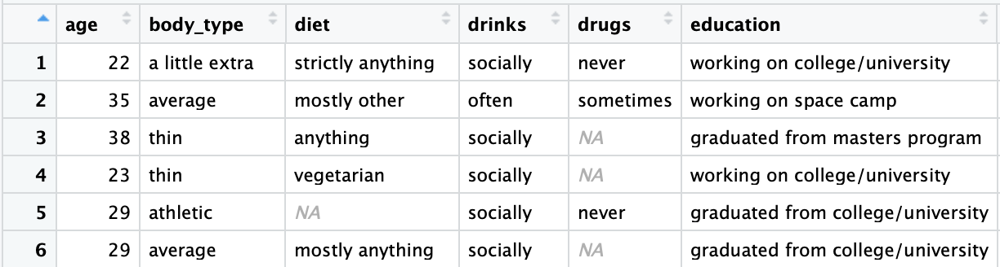 age body_type diet drinks drugs education
1 22 a little extra strictly anything socially never working on college/university
2 35 average mostly other often sometimes working on space camp
3 38 thin anything socially NA graduated from masters program
4 23 thin vegetarian socially NA working on college/university
5 29 athletic NA socially never graduated from college/university
6 29 average mostly anything socially NA graduated from college/university